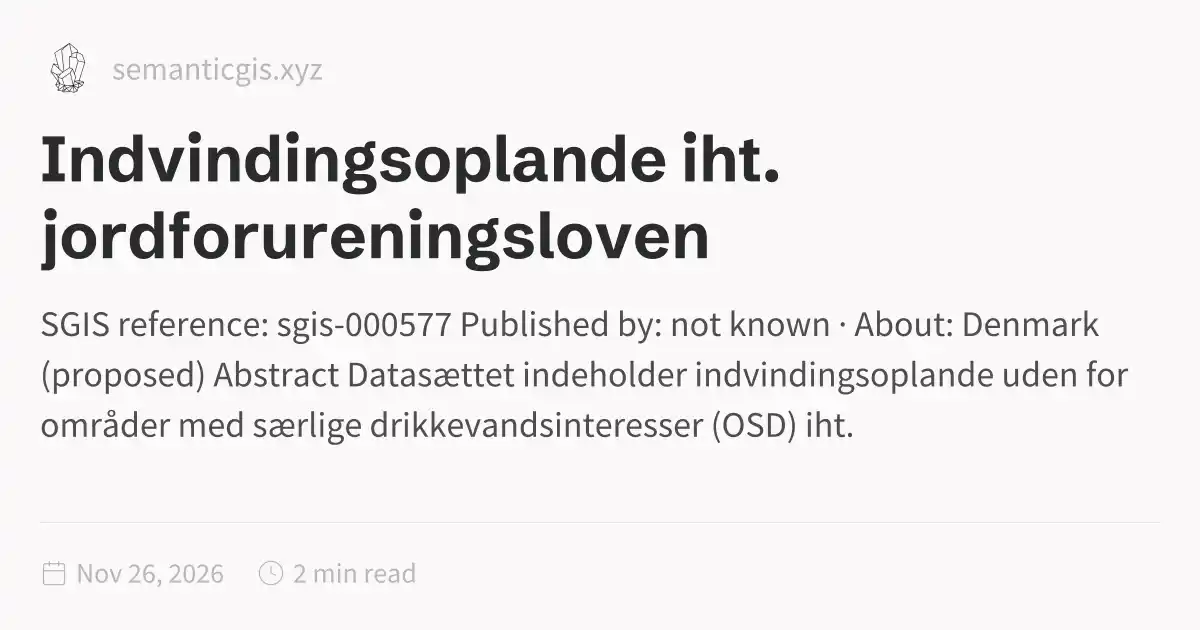 semanticgis.xyz
Indvindingsoplande iht.
jordforureningsloven
SGIS reference: sgis-000577 Published by: not known · About: Denmark
(proposed) Abstract Datasættet indeholder indvindingsoplande uden for
områder med særlige drikkevandsinteresser (OSD) iht.
Nov 26, 2026 2 min read